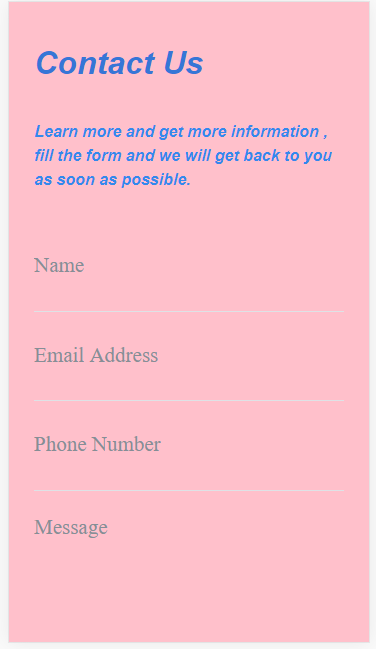 Contact Us
Learn more and get more information ,
fill the form and we will get back to you
as soon as possible.
Name
Email Address
Phone Number
Message